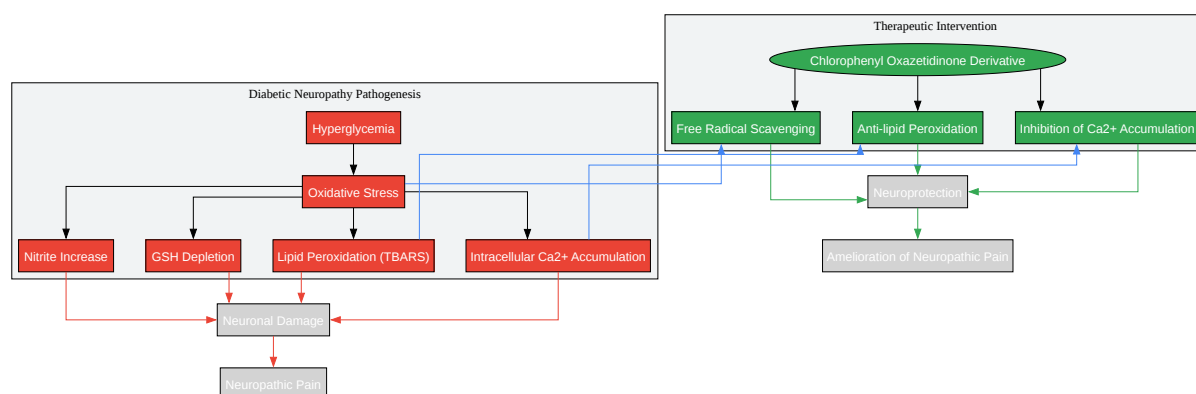 Therapeutic Intervention
Chlorophenyl Oxazetidinone Derivative
Diabetic Neuropathy Pathogenesis
Hyperglycemia
Free Radical Scavenging
Anti-lipid Peroxidation
Inhibition of Ca2+ Accumulation
Oxidative Stress
Neuroprotection
Nitrite Increase
GSH Depletion
Lipid Peroxidation (TBARS)
Intracellular Ca2+ Accumulation
Amelioration of Neuropathic Pain
Neuronal Damage
Neuropathic Pain